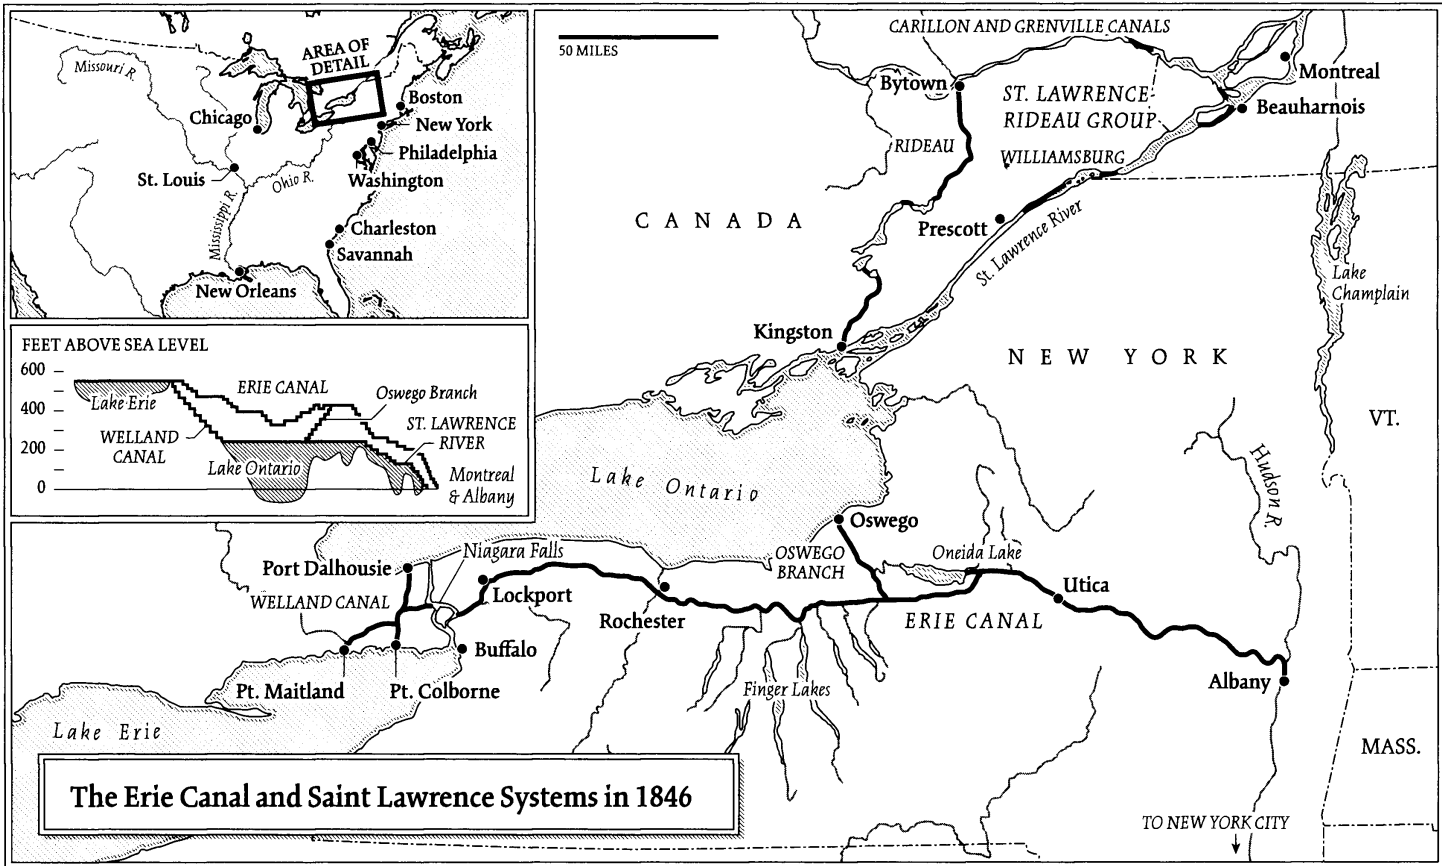 AREA OF
DETAIL
Missouri R.
Chicago
Boston
New York
Philadelphia
St. Louis
Ohio R.
Washington
Mississippi R.
Charleston
Savannah
New Orleans
FEET ABOVE SEA LEVEL
600
400
200
0
Lake Erie
ERIE CANAL
Oswego Branch
WELLAND
CANAL
ST. LAWRENCE
RIVER
Lake Ontario
Montreal
& Albany
50 MILES
CARILLON AND GRENVILLE CANALS
Bytown
Montreal
Beauharnois
ST. LAWRENCE-
RIDEAU GROUP
RIDEAU
WILLIAMSBURG
CANADA
Prescott
St. Lawrence River
Lake
Champlain
Kingston
NEW YORK
VT.
Hudson R.
Lake Ontario
Oswego
OSWEGO
BRANCH
Oneida Lake
Niagara Falls
Port Dalhousie
WELLAND CANAL
Lockport
Rochester
Utica
ERIE CANAL
Buffalo
Pt. Maitland
Pt. Colborne
Finger Lakes
Albany
Lake Erie
MASS.
The Erie Canal and Saint Lawrence Systems in 1846
TO NEW YORK CITY